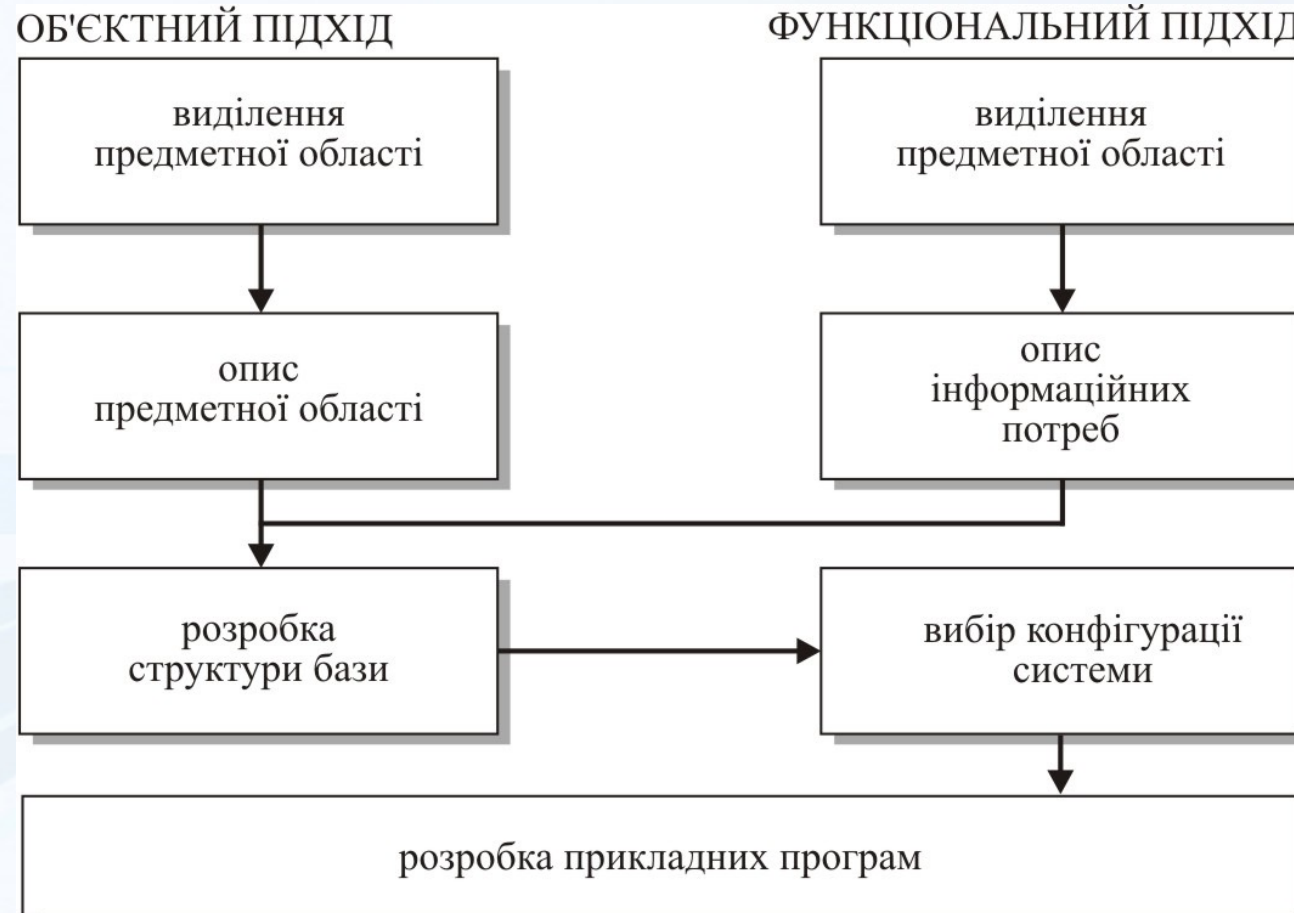 ОБ'ЄКТНИЙ ПІДХІД
ФУНКЦІОНАЛЬНИЙ ПІДХІД
виділення
предметної області
виділення
предметної області
опис
предметної області
опис
інформаційних
потреб
розробка
структури бази
вибір конфігурації
системи
розробка прикладних програм